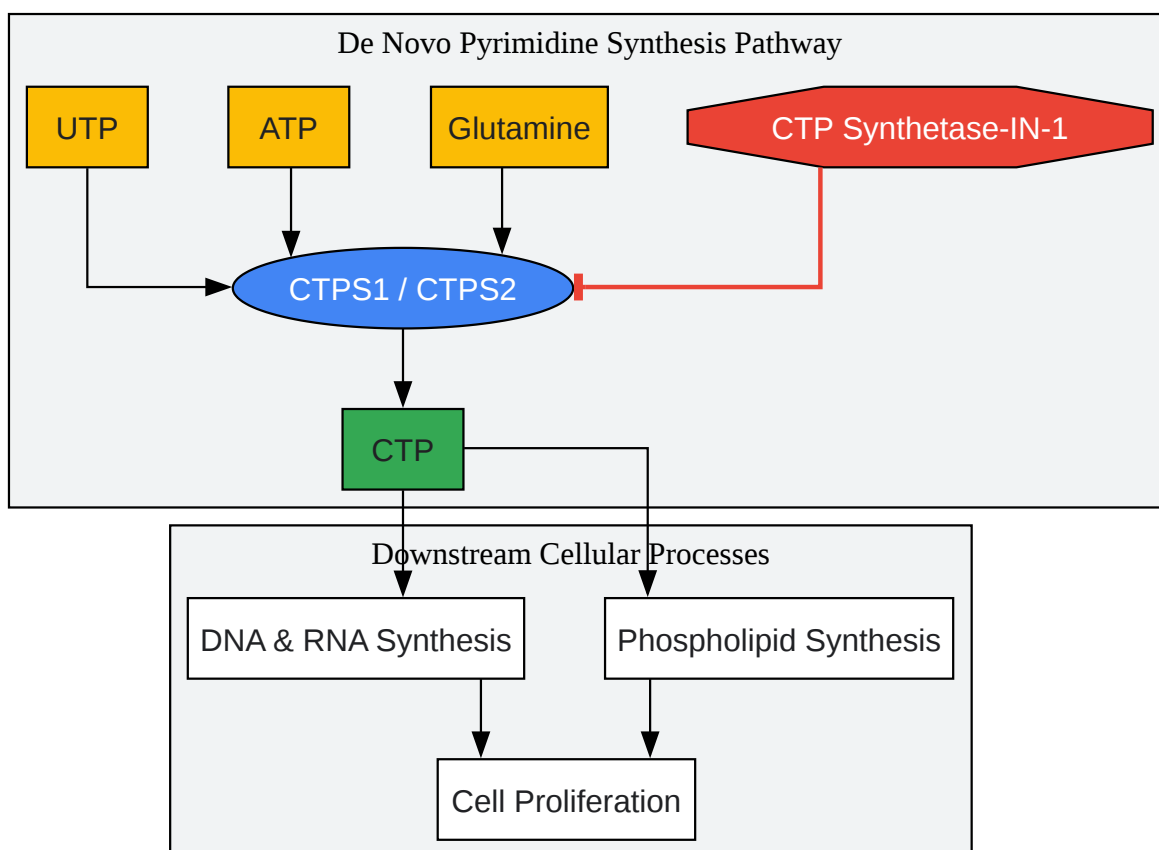 De Novo Pyrimidine Synthesis Pathway
UTP
ATP
Glutamine
CTP Synthetase-IN-1
CTPS1 / CTPS2
CTP
Downstream Cellular Processes
DNA & RNA Synthesis
Phospholipid Synthesis
Cell Proliferation